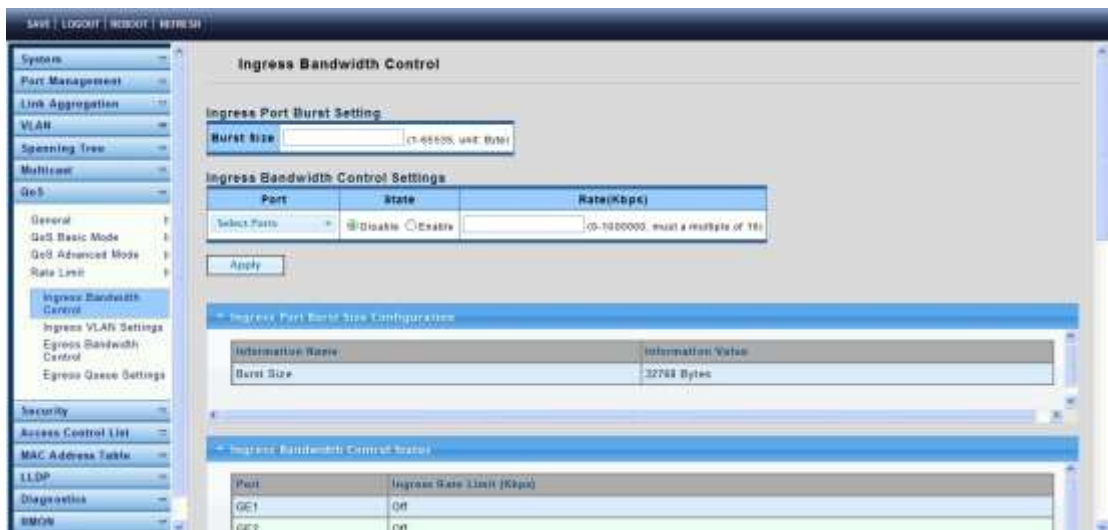 SAVE | LOGOUT | REBOOT | REFRESH
System
Port Management
Link Aggregation
VLAN
Spanning Tree
Multicast
QoS
General
QoS Basic Mode
QoS Advanced Mode
Rate Limit
Ingress Bandwidth
Control
Ingress VLAN Settings
Egress Bandwidth
Control
Egress Queue Settings
Security
Access Control List
MAC Address Table
LLDP
Diagnostics
RMON
Ingress Bandwidth Control
Ingress Port Burst Setting
Burst Size (1-65535, unit: Byte)
Ingress Bandwidth Control Settings
Port State Rate(Kbps)
Select Ports Disable Enable (0-1000000, must a multiple of 16)
Apply
Ingress Port Burst Size Configuration
Information Name Information Value
Burst Size 32768 Bytes
Ingress Bandwidth Control Status
Port Ingress Rate Limit (Kbps)
GE1 Off
GE2 Off